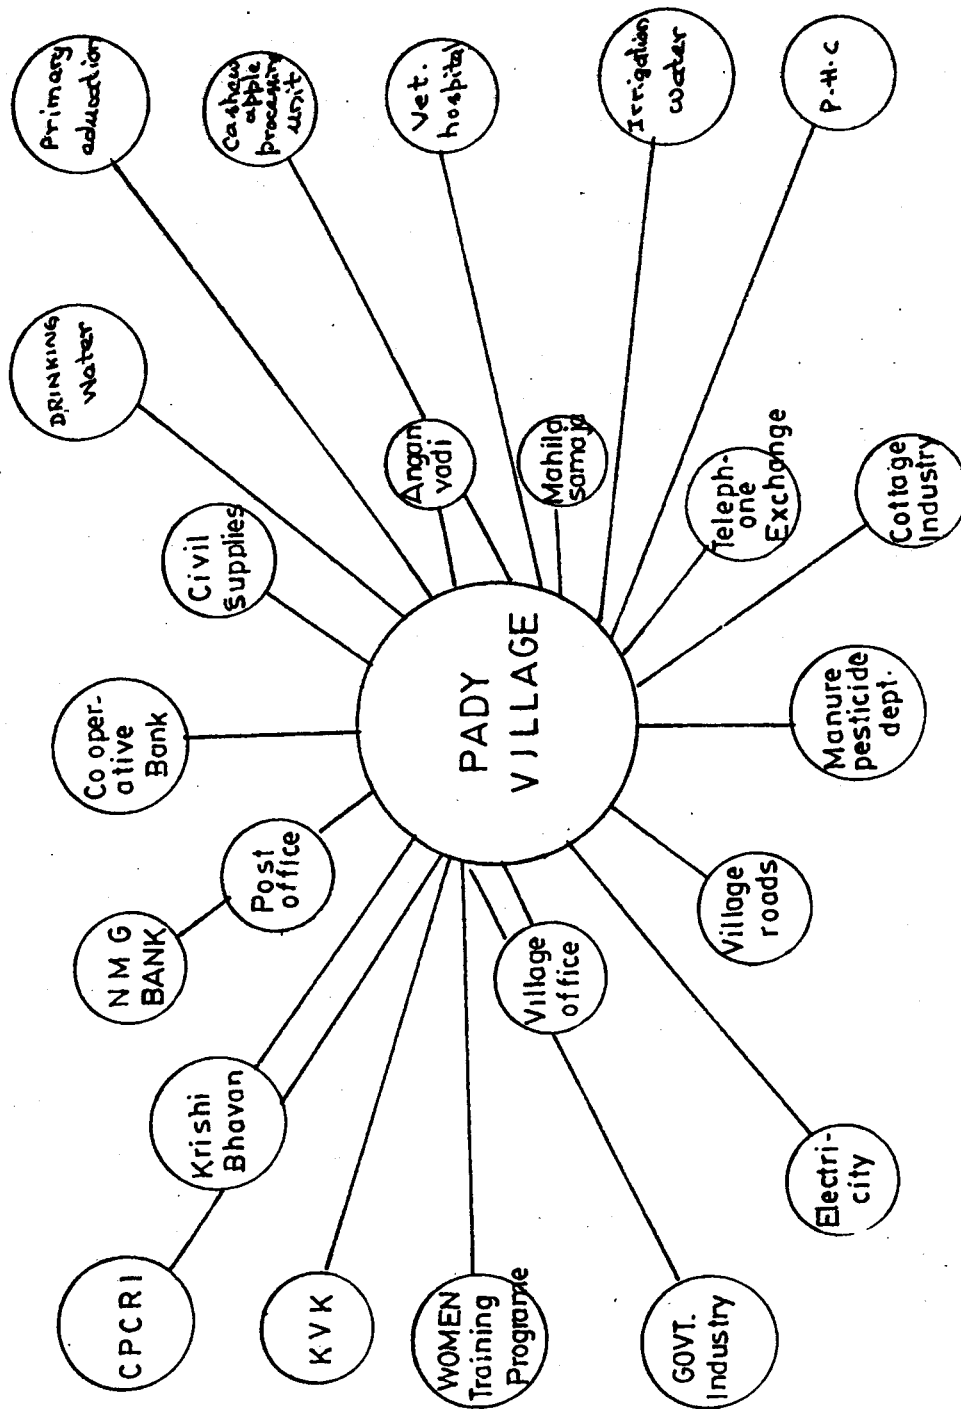 CPCRI
KVK
WOMEN
Training
Programe
GOVT.
Industry
Krishi
Bhavan
Electri-
city
N M G
BANK
Post
office
Village
office
Village
roads
Co oper-
ative
Bank
PADY
VILLAGE
Manure
pesticide
dept.
Civil
supplies
Angan
vadi
Mahila
samaja
Teleph-
one
Exchange
Cottage
Industry
DRINKING
Water
Primary
education
Cashew
apple
processing
unit
Vet.
hospital
Irrigation
water
P.H.C